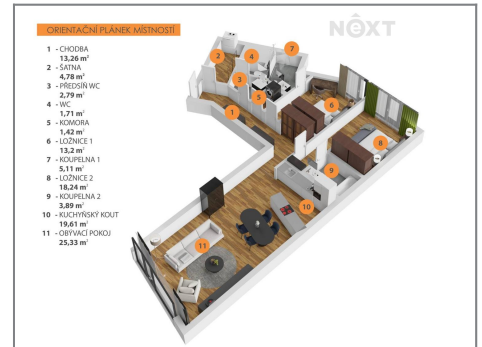 ORIENTAČNÍ PLÁNEK MÍSTNOSTÍ
NEXT
1 - CHODBA
13,26 m²
2 - ŠATNA
4,78 m²
3 - PŘEDSÍŇ WC
2,79 m²
4 - WC
1,71 m²
5 - KOMORA
1,42 m²
6 - LOŽNICE 1
13,2 m²
7 - KOUPELNA 1
5,11 m²
8 - LOŽNICE 2
18,24 m²
9 - KOUPELNA 2
3,89 m²
10 - KUCHYŇSKÝ KOUT
19,61 m²
11 - OBÝVACÍ POKOJ
25,33 m²
7
4
2
3
5
6
1
8
9
10
11